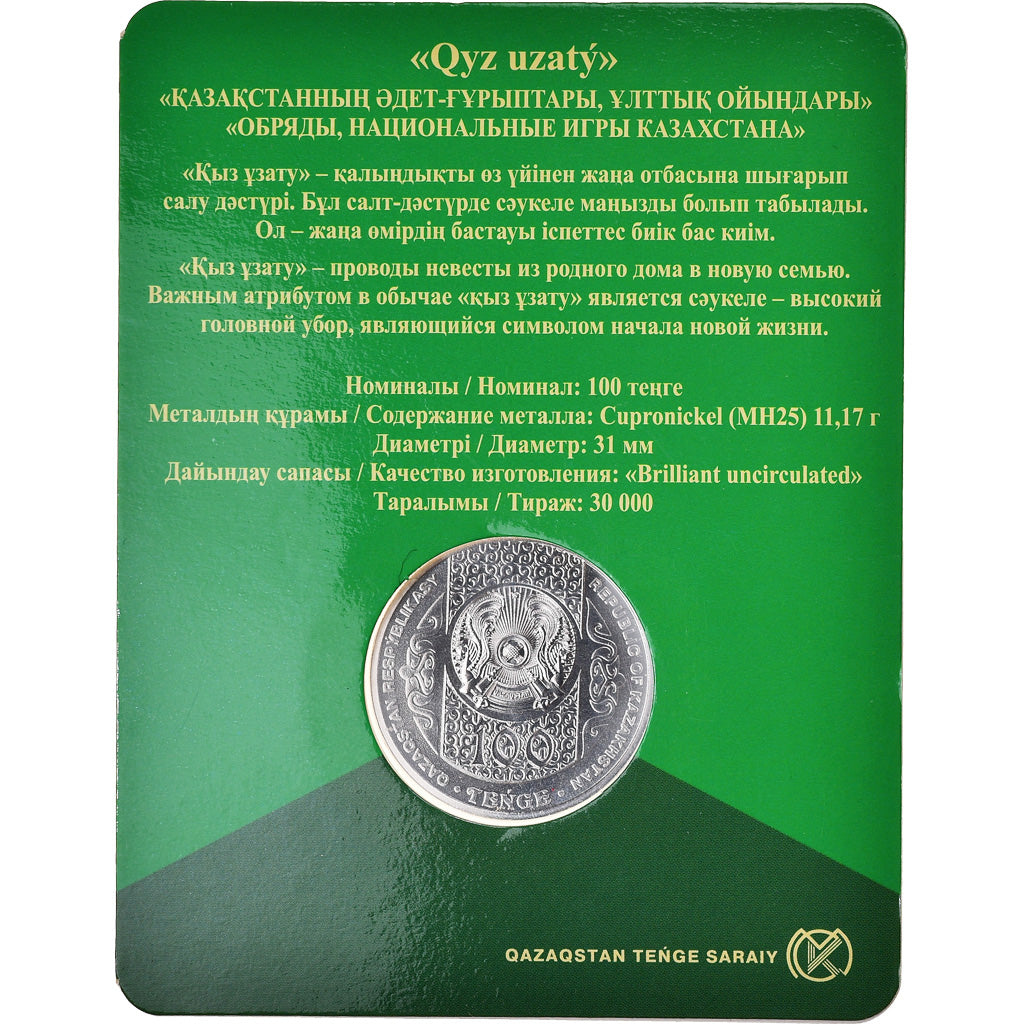 «Qyz uzatý»
«ҚАЗАҚСТАННЫҢ ӘДЕТ-ҒҰРЫПТАРЫ, ҰЛТТЫҚ ОЙЫНДАРЫ»
«ОБРЯДЫ, НАЦИОНАЛЬНЫЕ ИГРЫ КАЗАХСТАНА»
«Қыз ұзату» – қалыңдықты өз үйінен жаңа отбасына шығарып
салу дәстүрі. Бұл салт-дәстүрде сәукеле маңызды болып табылады.
Ол – жаңа өмірдің бастауы іспеттес биік бас киім.
«Қыз ұзату» – проводы невесты из родного дома в новую семью.
Важным атрибутом в обычае «қыз ұзату» является сәукеле – высокий
головной убор, являющийся символом начала новой жизни.
Номиналы / Номинал: 100 теңге
Металдың құрамы / Содержание металла: Cupronickel (МН25) 11,17 г
Диаметрі / Диаметр: 31 мм
Дайындау сапасы / Качество изготовления: «Brilliant uncirculated»
Таралымы / Тираж: 30 000
QAZAQSTAN RESPÝBLIKASY
REPUBLIC OF KAZAKHSTAN
100
• TEŃGE •
QAZAQSTAN TEŃGE SARAIY